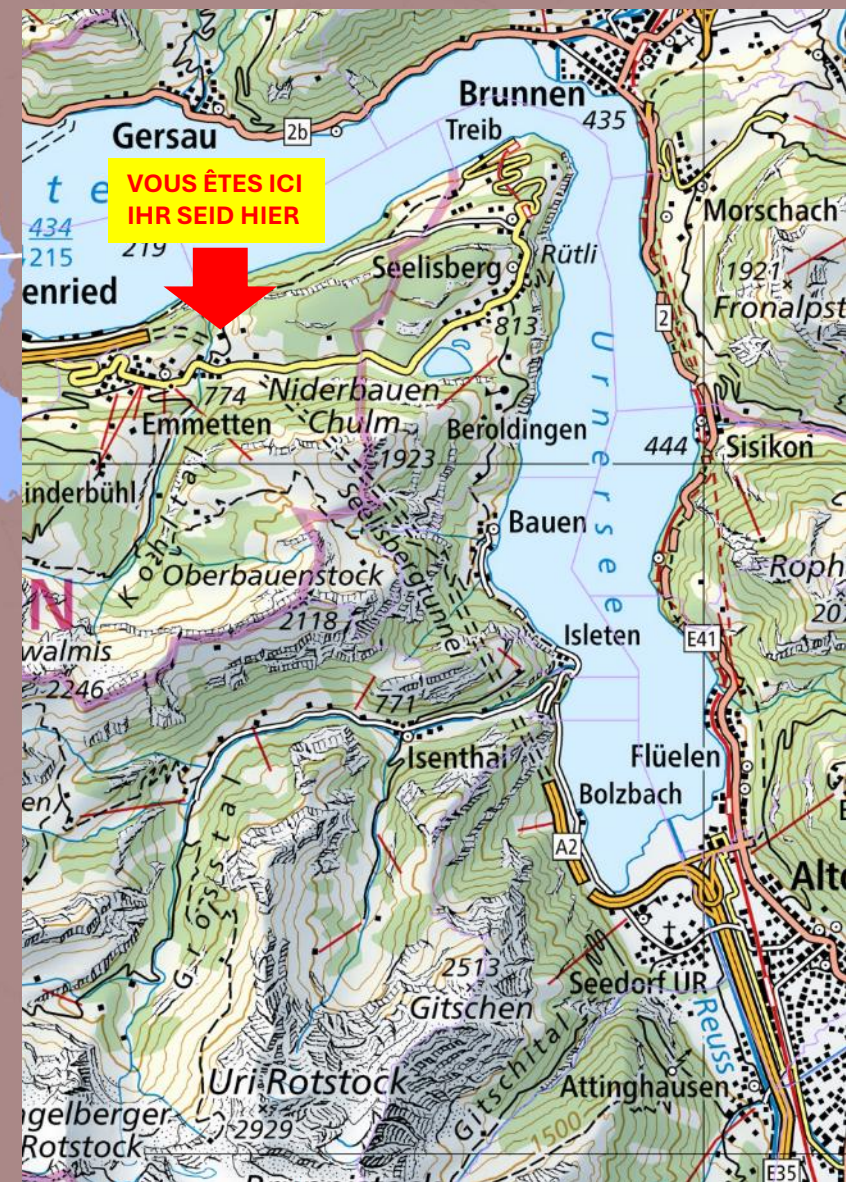 Brunnen
Treib
435
Gersau
2b
VOUS ÊTES ICI
IHR SEID HIER
t e
434
215
219
Morschach
Seelisberg
Rütli
1921
enried
Fronalpst
813
2
Urnersee
774
Niderbauen
Chulm
Emmetten
Beroldingen
1923
444
Sisikon
inderbühl
Seelisbergtunnel
Kohltal
Bauen
Oberbauenstock
Roph
N
2118
207
walmis
Isleten
E41
2246
771
Isenthal
Flüelen
en
Bolzbach
Grosstal
A2
Alt
2513
Gitschen
Seedorf UR
Reuss
Uri Rotstock
Gitschital
Attinghausen
ngelberger
Rotstock
2929
1500
E35